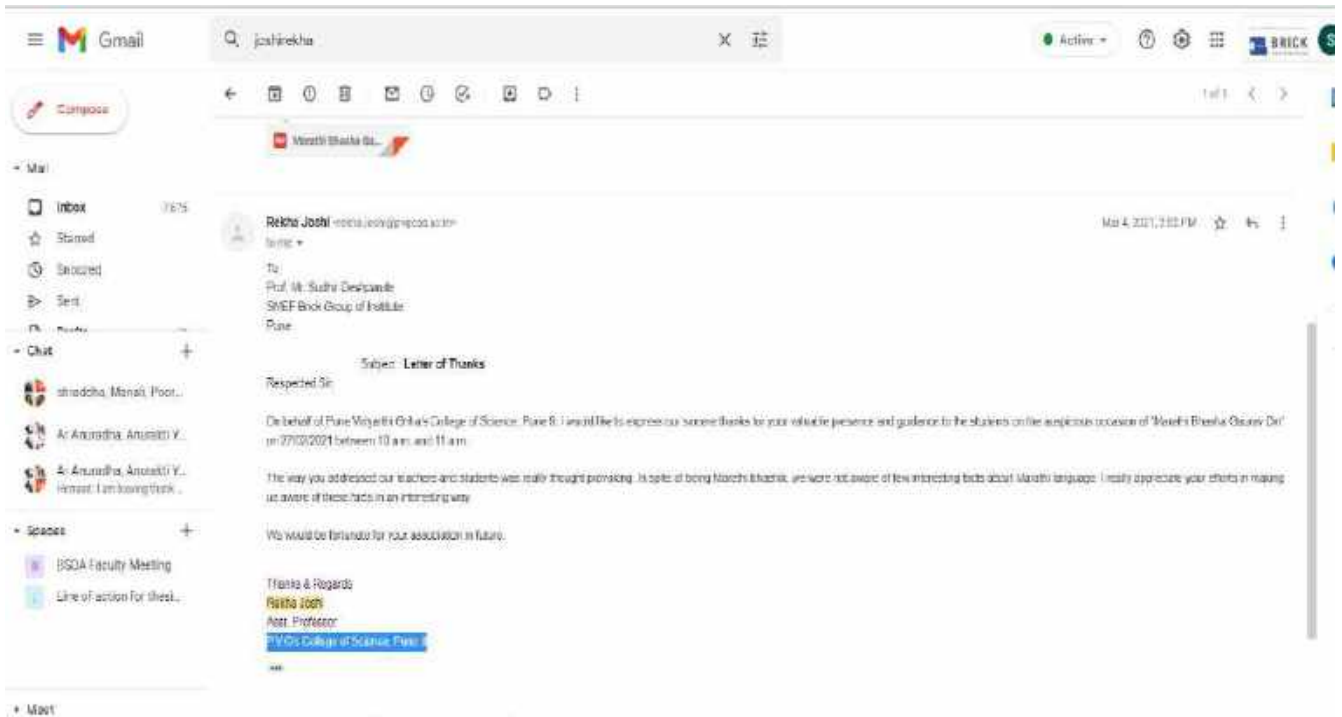 Gmail
joshirekha
Active
BRICK
S
Compose
1 of 1
Marathi Bhasha Ga...
Mail
Inbox
Starred
Snoozed
Sent
Chat
shraddha, Manali, Poor...
Ar Anuradha, Anurakti Y...
Ar Anuradha, Anurakti Y...
Spaces
BSOA Faculty Meeting
Line of action for thesi...
Meet
Rekha Joshi
to me
Mar 4, 2021, 2:02 PM
To
Prof. Mr. Sudhir Deshpande
SMEF Brick Group of Institute
Pune
Subject: Letter of Thanks
Respected Sir,
On behalf of Pune Vidyarthi Griha's College of Science, Pune 9, I would like to express our sincere thanks for your valuable presence and guidance to the students on the auspicious occasion of "Marathi Bhasha Gaurav Din"
on 27/02/2021 between 10 a.m. and 11 a.m.
The way you addressed our teachers and students was really thought provoking. In spite of being Marathi Bhashik, we were not aware of few interesting facts about Marathi language. I really appreciate your efforts in making
us aware of these facts in an interesting way.
We would be fortunate for your association in future.
Thanks & Regards
Rekha Joshi
Asst. Professor
P.V.G's College of Science, Pune 9